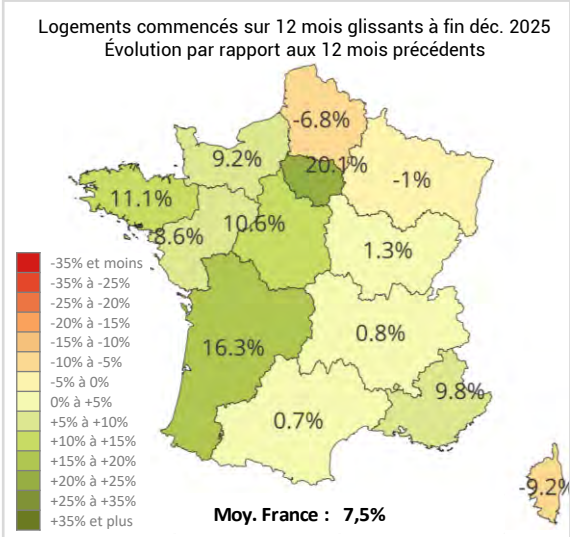 Logements commencés sur 12 mois glissants à fin déc. 2025
Évolution par rapport aux 12 mois précédents
-6.8%
9.2%
20.1%
-1%
11.1%
8.6%
10.6%
1.3%
-35% et moins
-35% à -25%
-25% à -20%
-20% à -15%
-15% à -10%
-10% à -5%
-5% à 0%
0% à +5%
+5% à +10%
+10% à +15%
+15% à +20%
+20% à +25%
+25% à +35%
+35% et plus
16.3%
0.8%
9.8%
0.7%
-9.2%
Moy. France : 7,5%